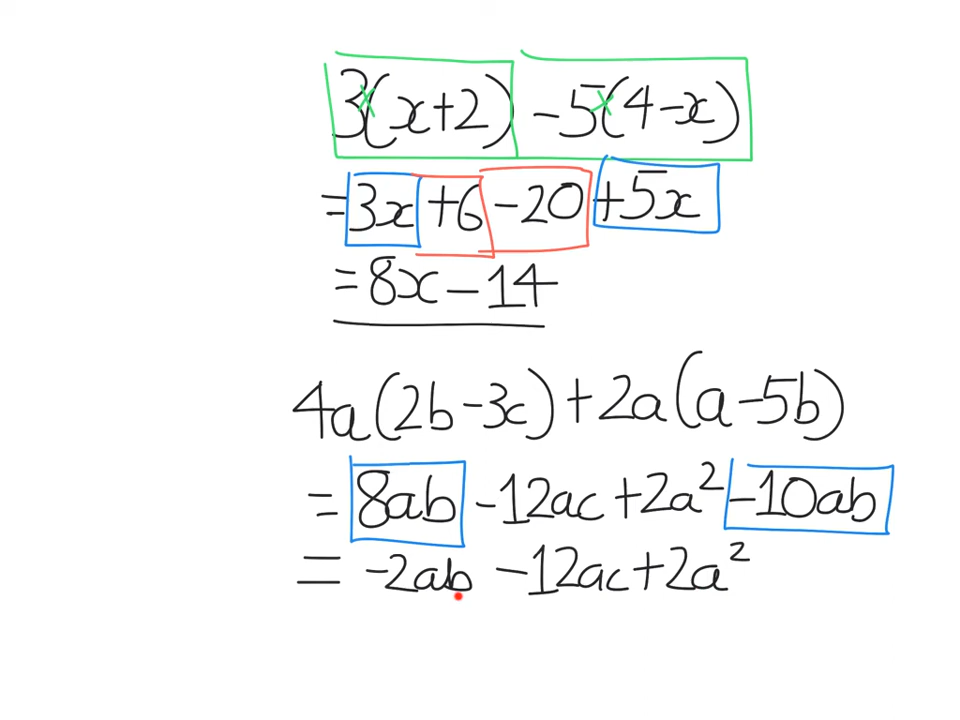 3(x+2) -5(4-x)
=3x +6 -20 +5x
=8x - 14
4a(2b-3c)+2a(a-5b)
= 8ab -12ac +2a² -10ab
= -2ab -12ac+2a²